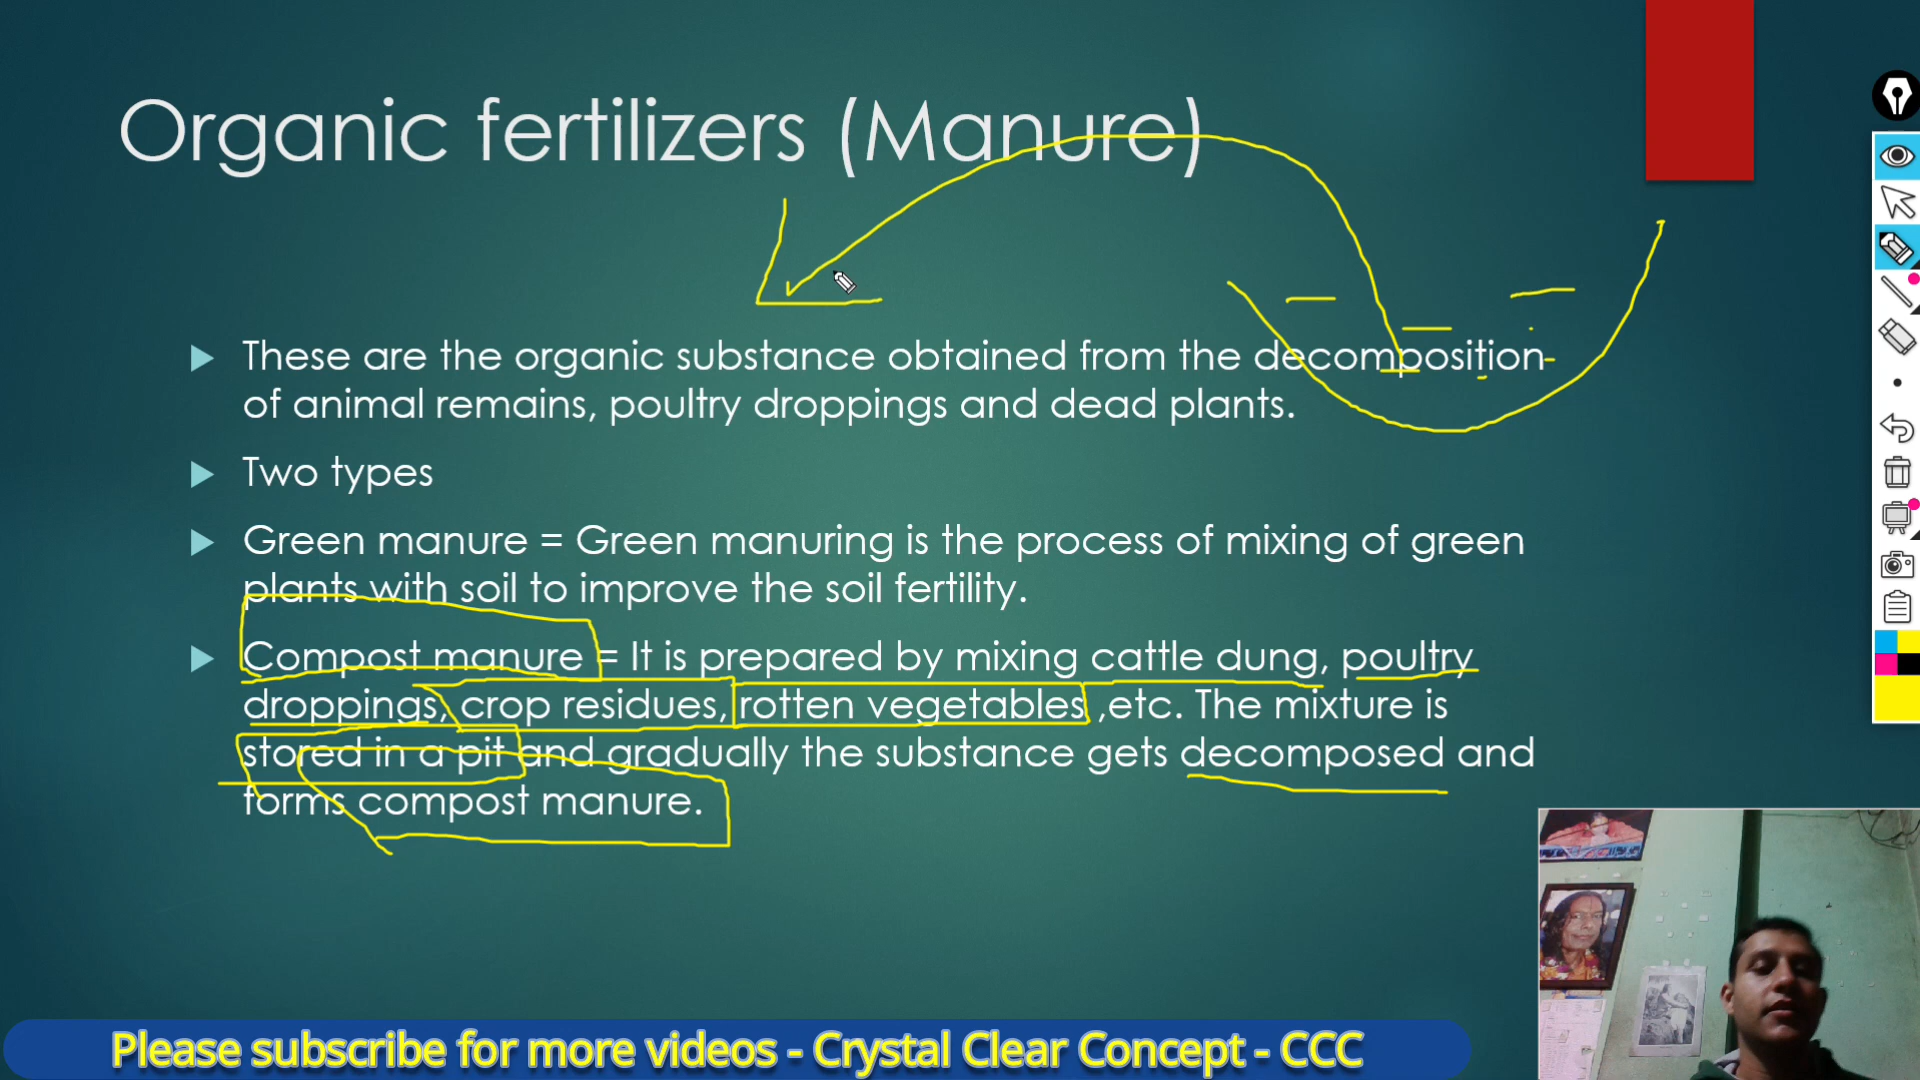 Organic fertilizers (Manure)
These are the organic substance obtained from the decomposition
of animal remains, poultry droppings and dead plants.
Two types
Green manure = Green manuring is the process of mixing of green
plants with soil to improve the soil fertility.
Compost manure = It is prepared by mixing cattle dung, poultry
droppings, crop residues, rotten vegetables ,etc. The mixture is
stored in a pit and gradually the substance gets decomposed and
forms compost manure.
Please subscribe for more videos - Crystal Clear Concept - CCC